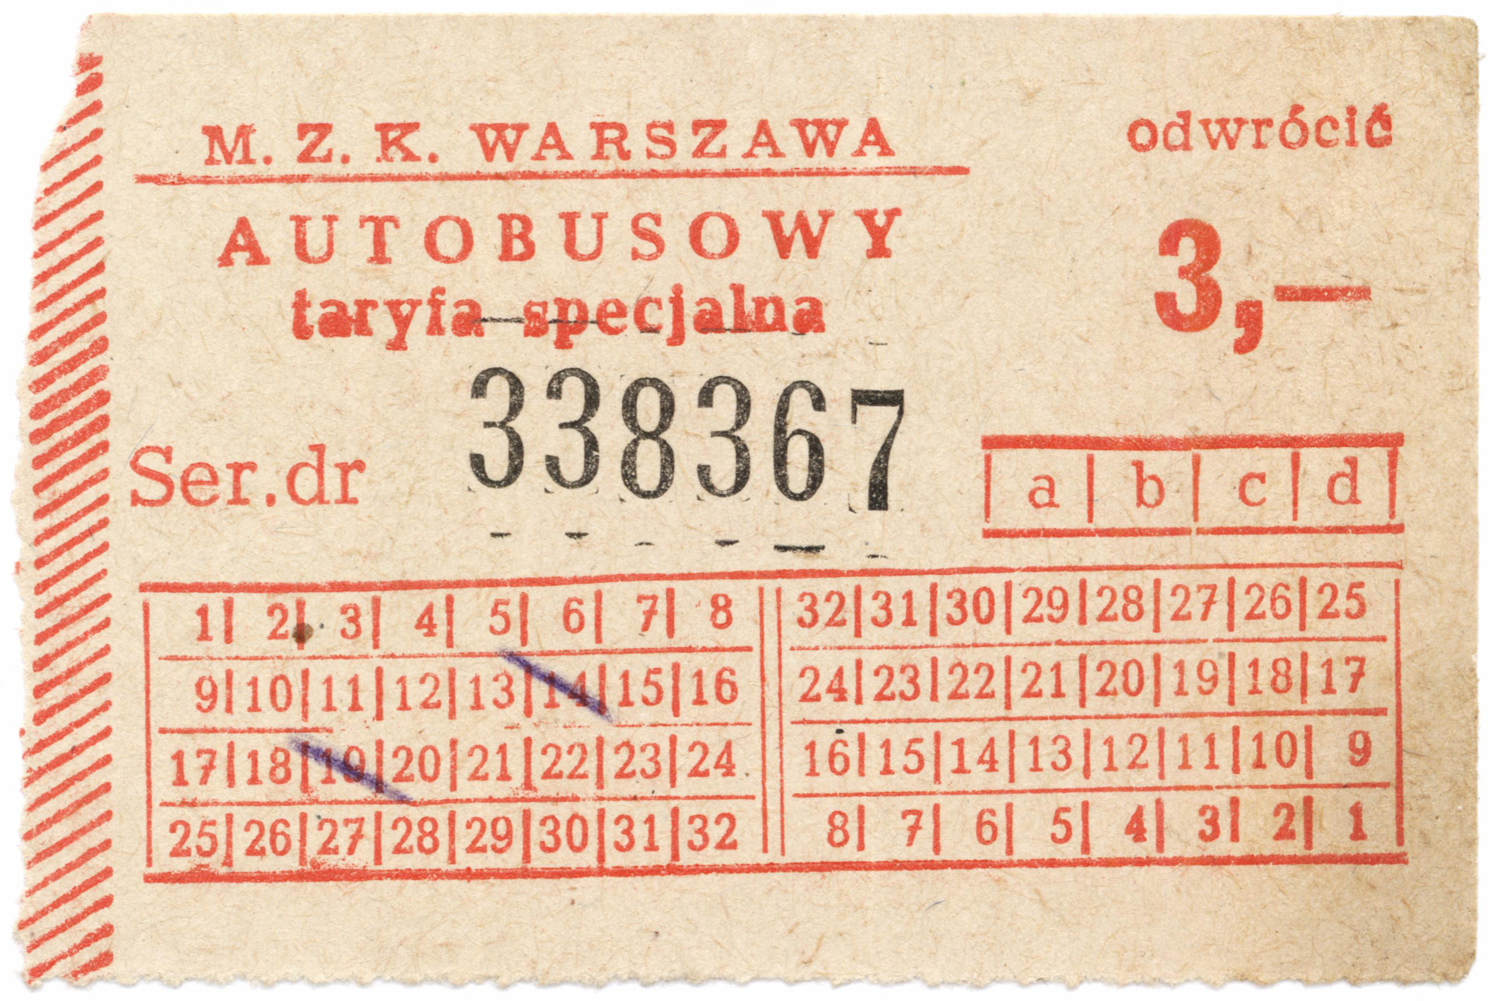 M. Z. K. WARSZAWA
odwrócić
AUTOBUSOWY
taryfa specjalna
3,—
Ser. dr 338367
a | b | c | d
1| 2| 3| 4| 5| 6| 7| 8
32|31|30|29|28|27|26|25
9|10|11|12|13|14|15|16
24|23|22|21|20|19|18|17
17|18|19|20|21|22|23|24
16|15|14|13|12|11|10| 9
25|26|27|28|29|30|31|32
8| 7| 6| 5| 4| 3| 2| 1